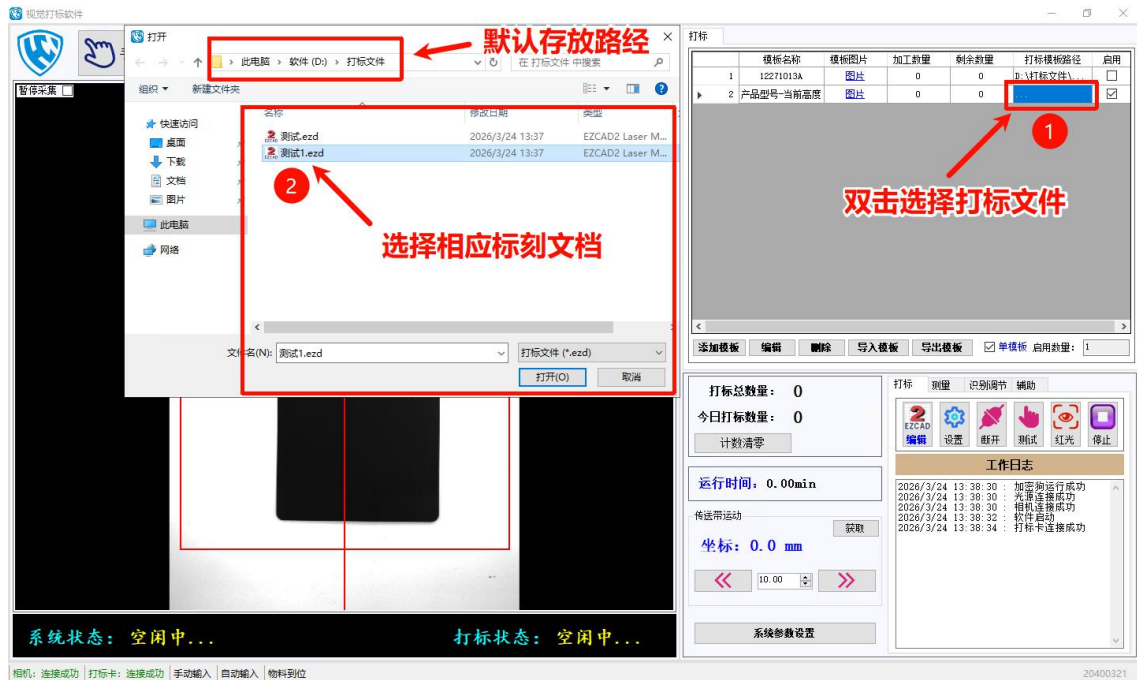 视觉打标软件
打开
默认存放路经
此电脑 › 软件 (D:) › 打标文件
在 打标文件 中搜索
组织
新建文件夹
暂停采集
名称
修改日期
类型
快速访问
桌面
下载
文档
图片
此电脑
网络
测试.ezd
2026/3/24 13:37
EZCAD2 Laser M...
测试1.ezd
2026/3/24 13:37
EZCAD2 Laser M...
2
选择相应标刻文档
文件名(N):
测试1.ezd
打标文件 (*.ezd)
打开(O)
取消
打标
模板名称
模板图片
加工数量
剩余数量
打标模板路径
启用
1
12271013A
图片
0
0
D:\打标文件\...
2
产品型号-当前高度
图片
0
0
...
1
双击选择打标文件
添加模板
编辑
删除
导入模板
导出模板
单模板
启用数量:
1
打标总数量: 0
今日打标数量: 0
计数清零
运行时间: 0.00min
传送带运动
获取
坐标: 0.0 mm
10.00
系统参数设置
打标
测量
识别调节
辅助
EZCAD
编辑
设置
断开
测试
红光
停止
工作日志
2026/3/24 13:38:30 : 加密狗运行成功
2026/3/24 13:38:30 : 光源连接成功
2026/3/24 13:38:30 : 相机连接成功
2026/3/24 13:38:32 : 软件启动
2026/3/24 13:38:34 : 打标卡连接成功
系统状态: 空闲中...
打标状态: 空闲中...
相机: 连接成功
打标卡: 连接成功
手动输入
自动输入
物料到位
20400321